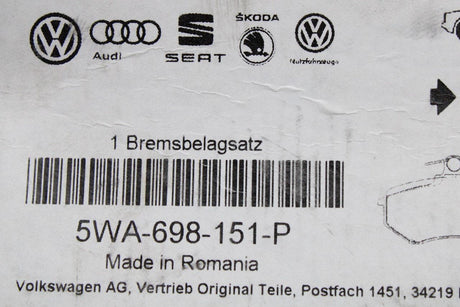 Audi
SEAT
ŠKODA
Nutzfahrzeuge
1 Bremsbelagsatz
5WA-698-151-P
Made in Romania
Volkswagen AG, Vertrieb Original Teile, Postfach 1451, 34219